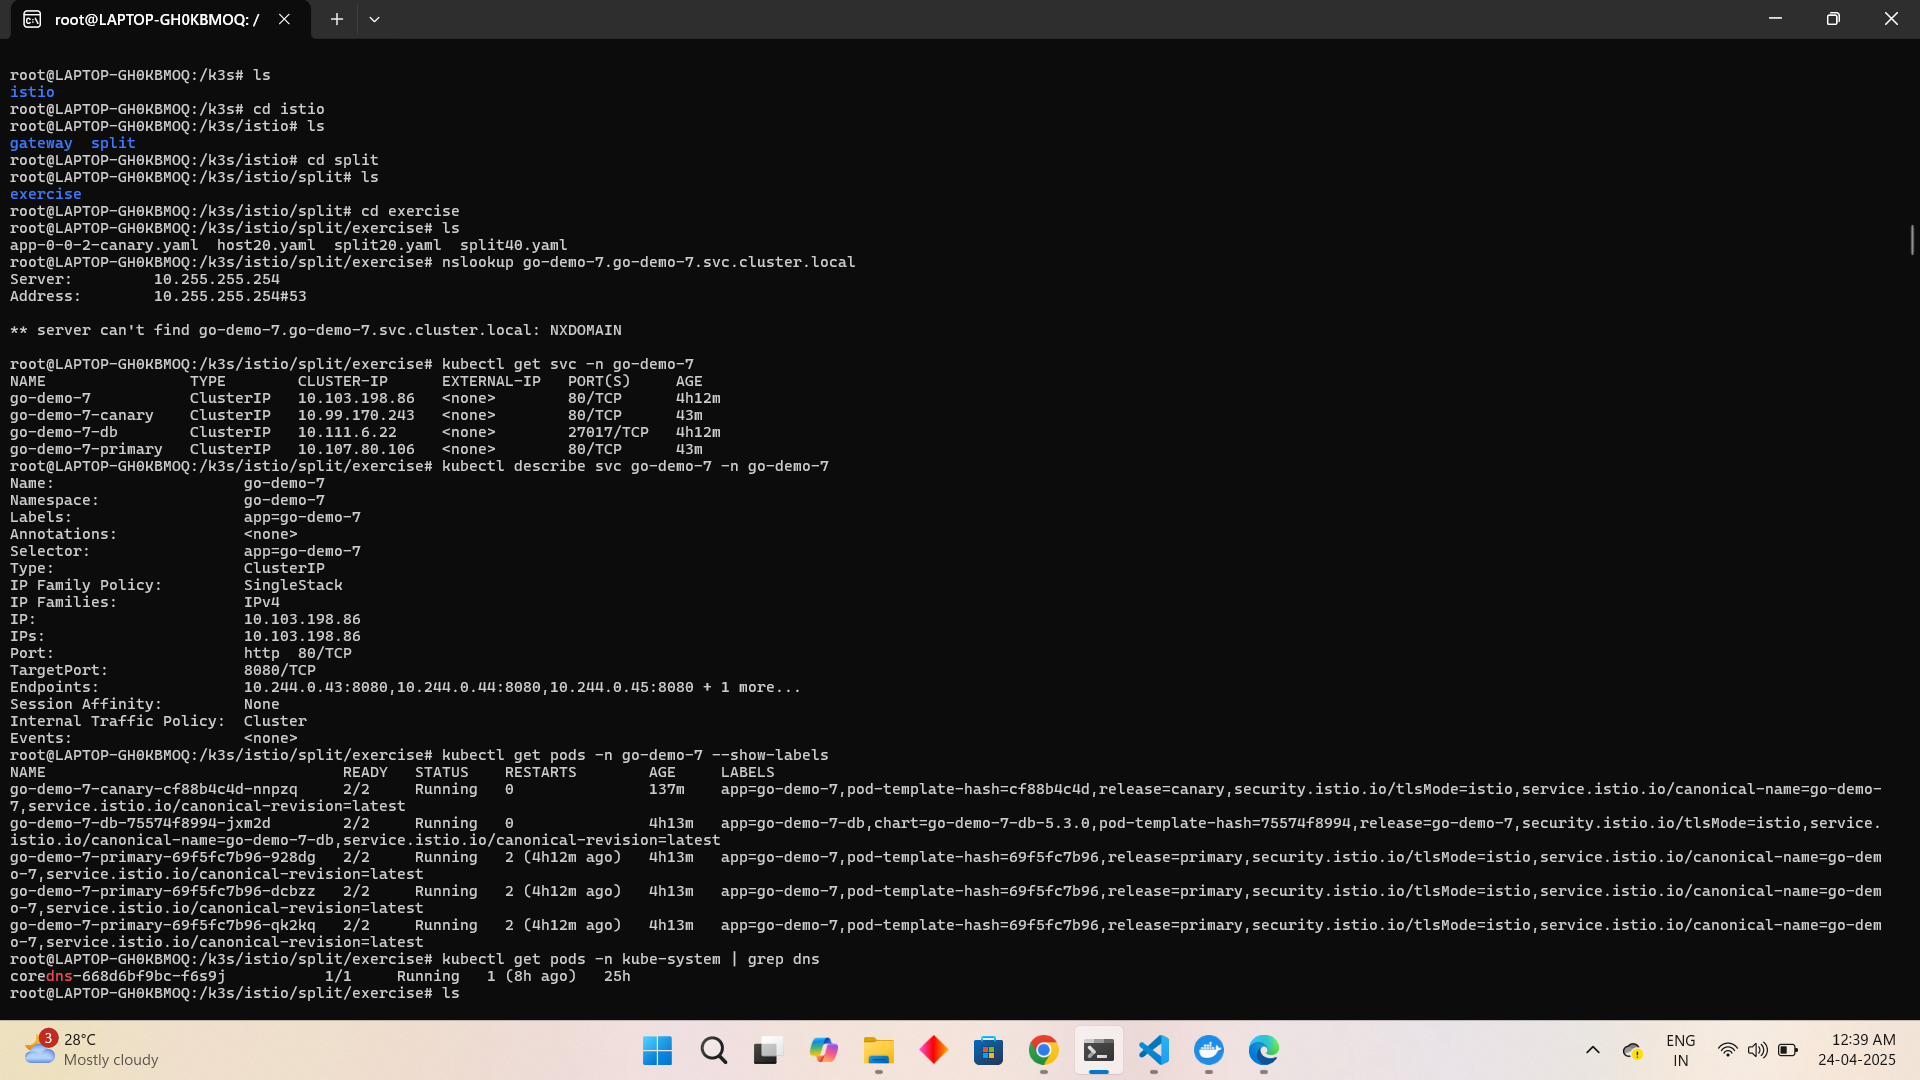 root@LAPTOP-GH0KBMOQ: /
root@LAPTOP-GH0KBMOQ:/k3s# ls
istio
root@LAPTOP-GH0KBMOQ:/k3s# cd istio
root@LAPTOP-GH0KBMOQ:/k3s/istio# ls
gateway  split
root@LAPTOP-GH0KBMOQ:/k3s/istio# cd split
root@LAPTOP-GH0KBMOQ:/k3s/istio/split# ls
exercise
root@LAPTOP-GH0KBMOQ:/k3s/istio/split# cd exercise
root@LAPTOP-GH0KBMOQ:/k3s/istio/split/exercise# ls
app-0-0-2-canary.yaml  host20.yaml  split20.yaml  split40.yaml
root@LAPTOP-GH0KBMOQ:/k3s/istio/split/exercise# nslookup go-demo-7.go-demo-7.svc.cluster.local
Server:         10.255.255.254
Address:        10.255.255.254#53
** server can't find go-demo-7.go-demo-7.svc.cluster.local: NXDOMAIN
root@LAPTOP-GH0KBMOQ:/k3s/istio/split/exercise# kubectl get svc -n go-demo-7
NAME                TYPE        CLUSTER-IP      EXTERNAL-IP   PORT(S)     AGE
go-demo-7           ClusterIP   10.103.198.86   <none>        80/TCP      4h12m
go-demo-7-canary    ClusterIP   10.99.170.243   <none>        80/TCP      43m
go-demo-7-db        ClusterIP   10.111.6.22     <none>        27017/TCP   4h12m
go-demo-7-primary   ClusterIP   10.107.80.106   <none>        80/TCP      43m
root@LAPTOP-GH0KBMOQ:/k3s/istio/split/exercise# kubectl describe svc go-demo-7 -n go-demo-7
Name:                     go-demo-7
Namespace:                go-demo-7
Labels:                   app=go-demo-7
Annotations:              <none>
Selector:                 app=go-demo-7
Type:                     ClusterIP
IP Family Policy:         SingleStack
IP Families:              IPv4
IP:                       10.103.198.86
IPs:                      10.103.198.86
Port:                     http  80/TCP
TargetPort:               8080/TCP
Endpoints:                10.244.0.43:8080,10.244.0.44:8080,10.244.0.45:8080 + 1 more...
Session Affinity:         None
Internal Traffic Policy:  Cluster
Events:                   <none>
root@LAPTOP-GH0KBMOQ:/k3s/istio/split/exercise# kubectl get pods -n go-demo-7 --show-labels
NAME                                 READY   STATUS    RESTARTS        AGE     LABELS
go-demo-7-canary-cf88b4c4d-nnpzq     2/2     Running   0               137m    app=go-demo-7,pod-template-hash=cf88b4c4d,release=canary,security.istio.io/tlsMode=istio,service.istio.io/canonical-name=go-demo-
7,service.istio.io/canonical-revision=latest
go-demo-7-db-75574f8994-jxm2d        2/2     Running   0               4h13m   app=go-demo-7-db,chart=go-demo-7-db-5.3.0,pod-template-hash=75574f8994,release=go-demo-7,security.istio.io/tlsMode=istio,service.
istio.io/canonical-name=go-demo-7-db,service.istio.io/canonical-revision=latest
go-demo-7-primary-69f5fc7b96-928dg   2/2     Running   2 (4h12m ago)   4h13m   app=go-demo-7,pod-template-hash=69f5fc7b96,release=primary,security.istio.io/tlsMode=istio,service.istio.io/canonical-name=go-dem
o-7,service.istio.io/canonical-revision=latest
go-demo-7-primary-69f5fc7b96-dcbzz   2/2     Running   2 (4h12m ago)   4h13m   app=go-demo-7,pod-template-hash=69f5fc7b96,release=primary,security.istio.io/tlsMode=istio,service.istio.io/canonical-name=go-dem
o-7,service.istio.io/canonical-revision=latest
go-demo-7-primary-69f5fc7b96-qk2kq   2/2     Running   2 (4h12m ago)   4h13m   app=go-demo-7,pod-template-hash=69f5fc7b96,release=primary,security.istio.io/tlsMode=istio,service.istio.io/canonical-name=go-dem
o-7,service.istio.io/canonical-revision=latest
root@LAPTOP-GH0KBMOQ:/k3s/istio/split/exercise# kubectl get pods -n kube-system | grep dns
coredns-668d6bf9bc-f6s9j           1/1     Running   1 (8h ago)   25h
root@LAPTOP-GH0KBMOQ:/k3s/istio/split/exercise# ls
3
28°C
Mostly cloudy
ENG
IN
12:39 AM
24-04-2025